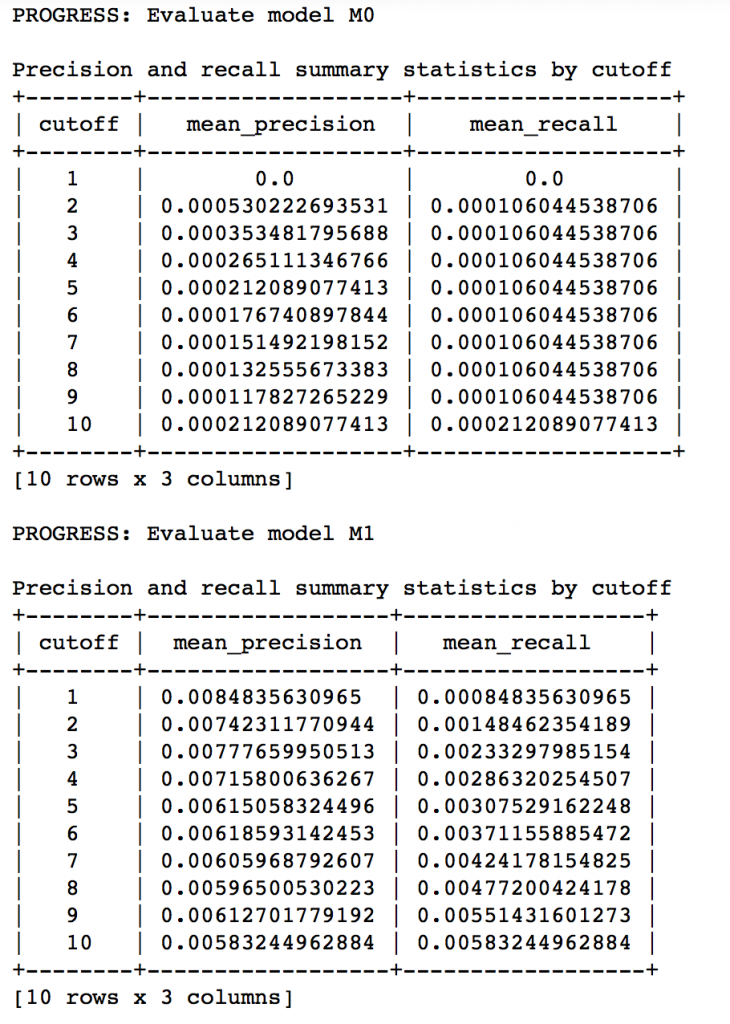 PROGRESS: Evaluate model M0
Precision and recall summary statistics by cutoff
+--------+-------------------+-------------------+
| cutoff |   mean_precision  |    mean_recall    |
+--------+-------------------+-------------------+
|   1    |        0.0        |        0.0        |
|   2    | 0.000530222693531 | 0.000106044538706 |
|   3    | 0.000353481795688 | 0.000106044538706 |
|   4    | 0.000265111346766 | 0.000106044538706 |
|   5    | 0.000212089077413 | 0.000106044538706 |
|   6    | 0.000176740897844 | 0.000106044538706 |
|   7    | 0.000151492198152 | 0.000106044538706 |
|   8    | 0.000132555673383 | 0.000106044538706 |
|   9    | 0.000117827265229 | 0.000106044538706 |
|   10   | 0.000212089077413 | 0.000212089077413 |
+--------+-------------------+-------------------+
[10 rows x 3 columns]
PROGRESS: Evaluate model M1
Precision and recall summary statistics by cutoff
+--------+------------------+------------------+
| cutoff |  mean_precision  |   mean_recall    |
+--------+------------------+------------------+
|   1    | 0.0084835630965  | 0.00084835630965 |
|   2    | 0.00742311770944 | 0.00148462354189 |
|   3    | 0.00777659950513 | 0.00233297985154 |
|   4    | 0.00715800636267 | 0.00286320254507 |
|   5    | 0.00615058324496 | 0.00307529162248 |
|   6    | 0.00618593142453 | 0.00371155885472 |
|   7    | 0.00605968792607 | 0.00424178154825 |
|   8    | 0.00596500530223 | 0.00477200424178 |
|   9    | 0.00612701779192 | 0.00551431601273 |
|   10   | 0.00583244962884 | 0.00583244962884 |
+--------+------------------+------------------+
[10 rows x 3 columns]